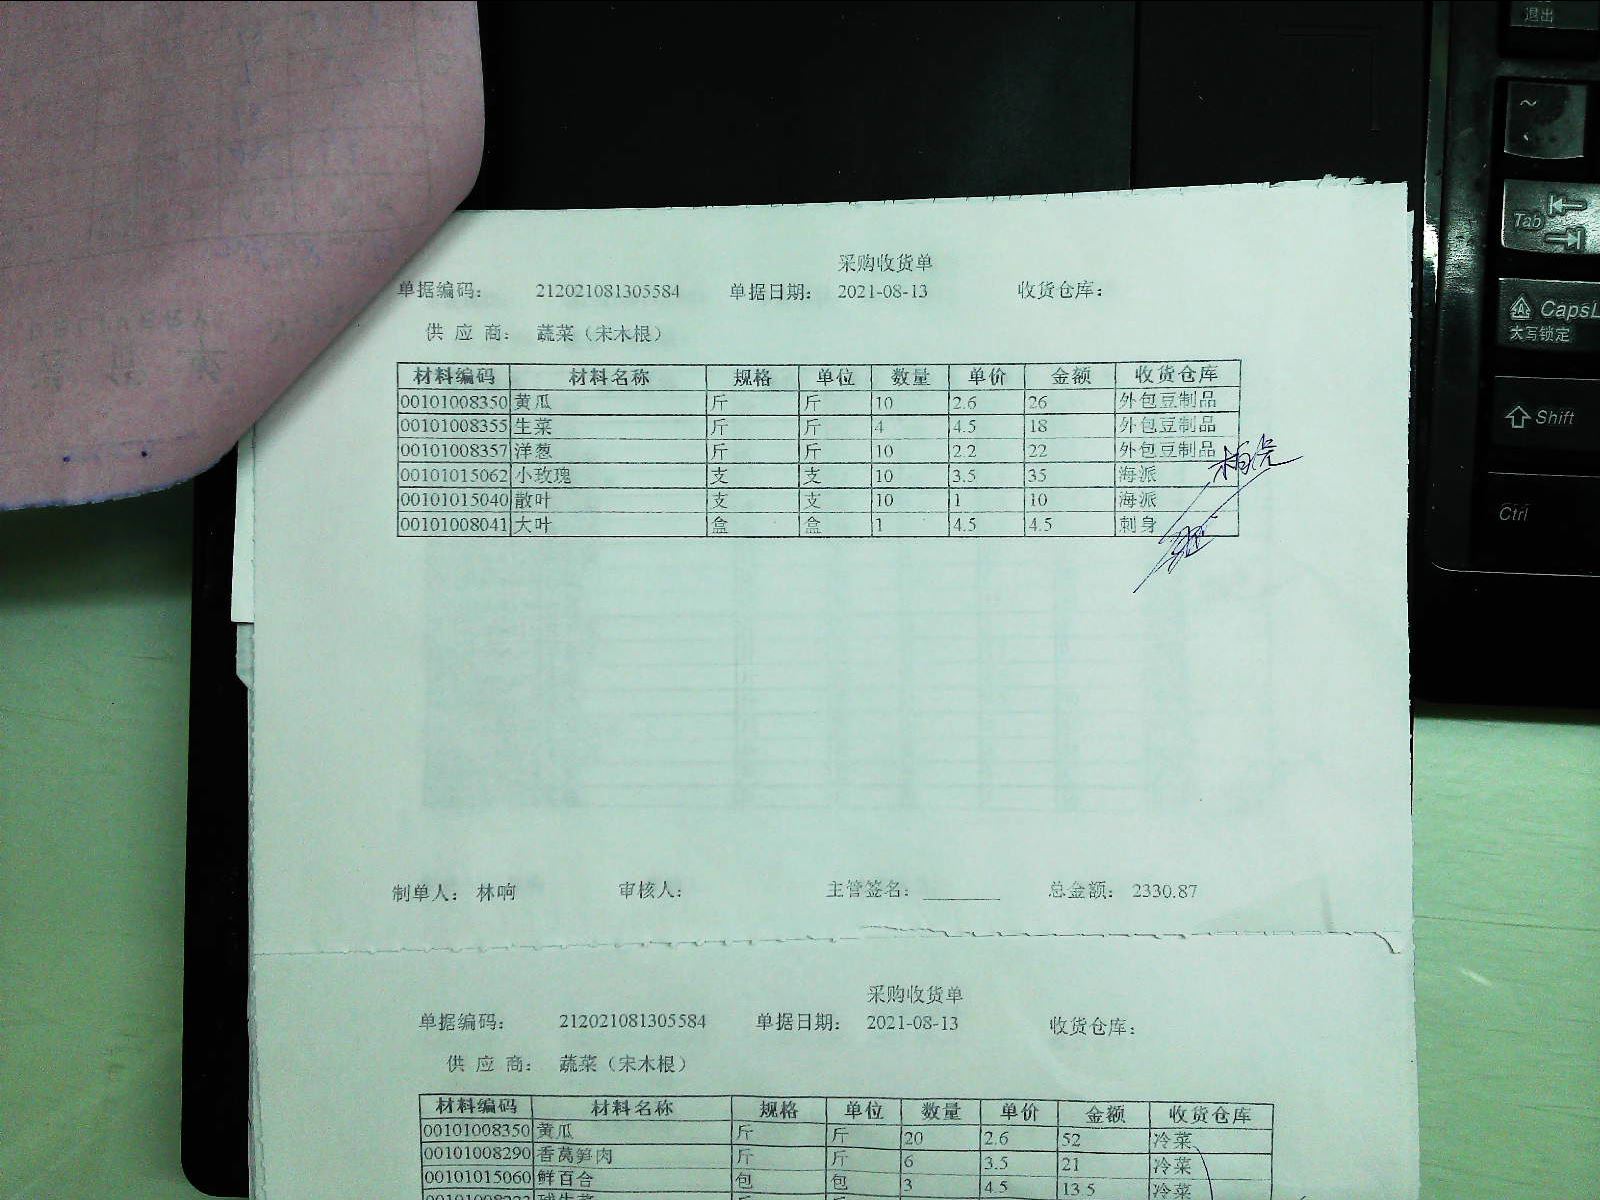 退出
~
Tab
CapsL
大写锁定
Shift
Ctrl
采购收货单
单据编码： 212021081305584 单据日期： 2021-08-13 收货仓库：
供 应 商： 蔬菜（宋木根）
材料编码 材料名称 规格 单位 数量 单价 金额 收货仓库
00101008350 黄瓜 斤 斤 10 2.6 26 外包豆制品
00101008355 生菜 斤 斤 4 4.5 18 外包豆制品
00101008357 洋葱 斤 斤 10 2.2 22 外包豆制品
00101015062 小玫瑰 支 支 10 3.5 35 海派
00101015040 散叶 支 支 10 1 10 海派
00101008041 大叶 盒 盒 1 4.5 4.5 刺身
制单人： 林响 审核人： 主管签名： 总金额： 2330.87
采购收货单
单据编码： 212021081305584 单据日期： 2021-08-13 收货仓库：
供 应 商： 蔬菜（宋木根）
材料编码 材料名称 规格 单位 数量 单价 金额 收货仓库
00101008350 黄瓜 斤 斤 20 2.6 52 冷菜
00101008290 香莴笋肉 斤 斤 6 3.5 21 冷菜
00101015060 鲜百合 包 包 3 4.5 13.5 冷菜